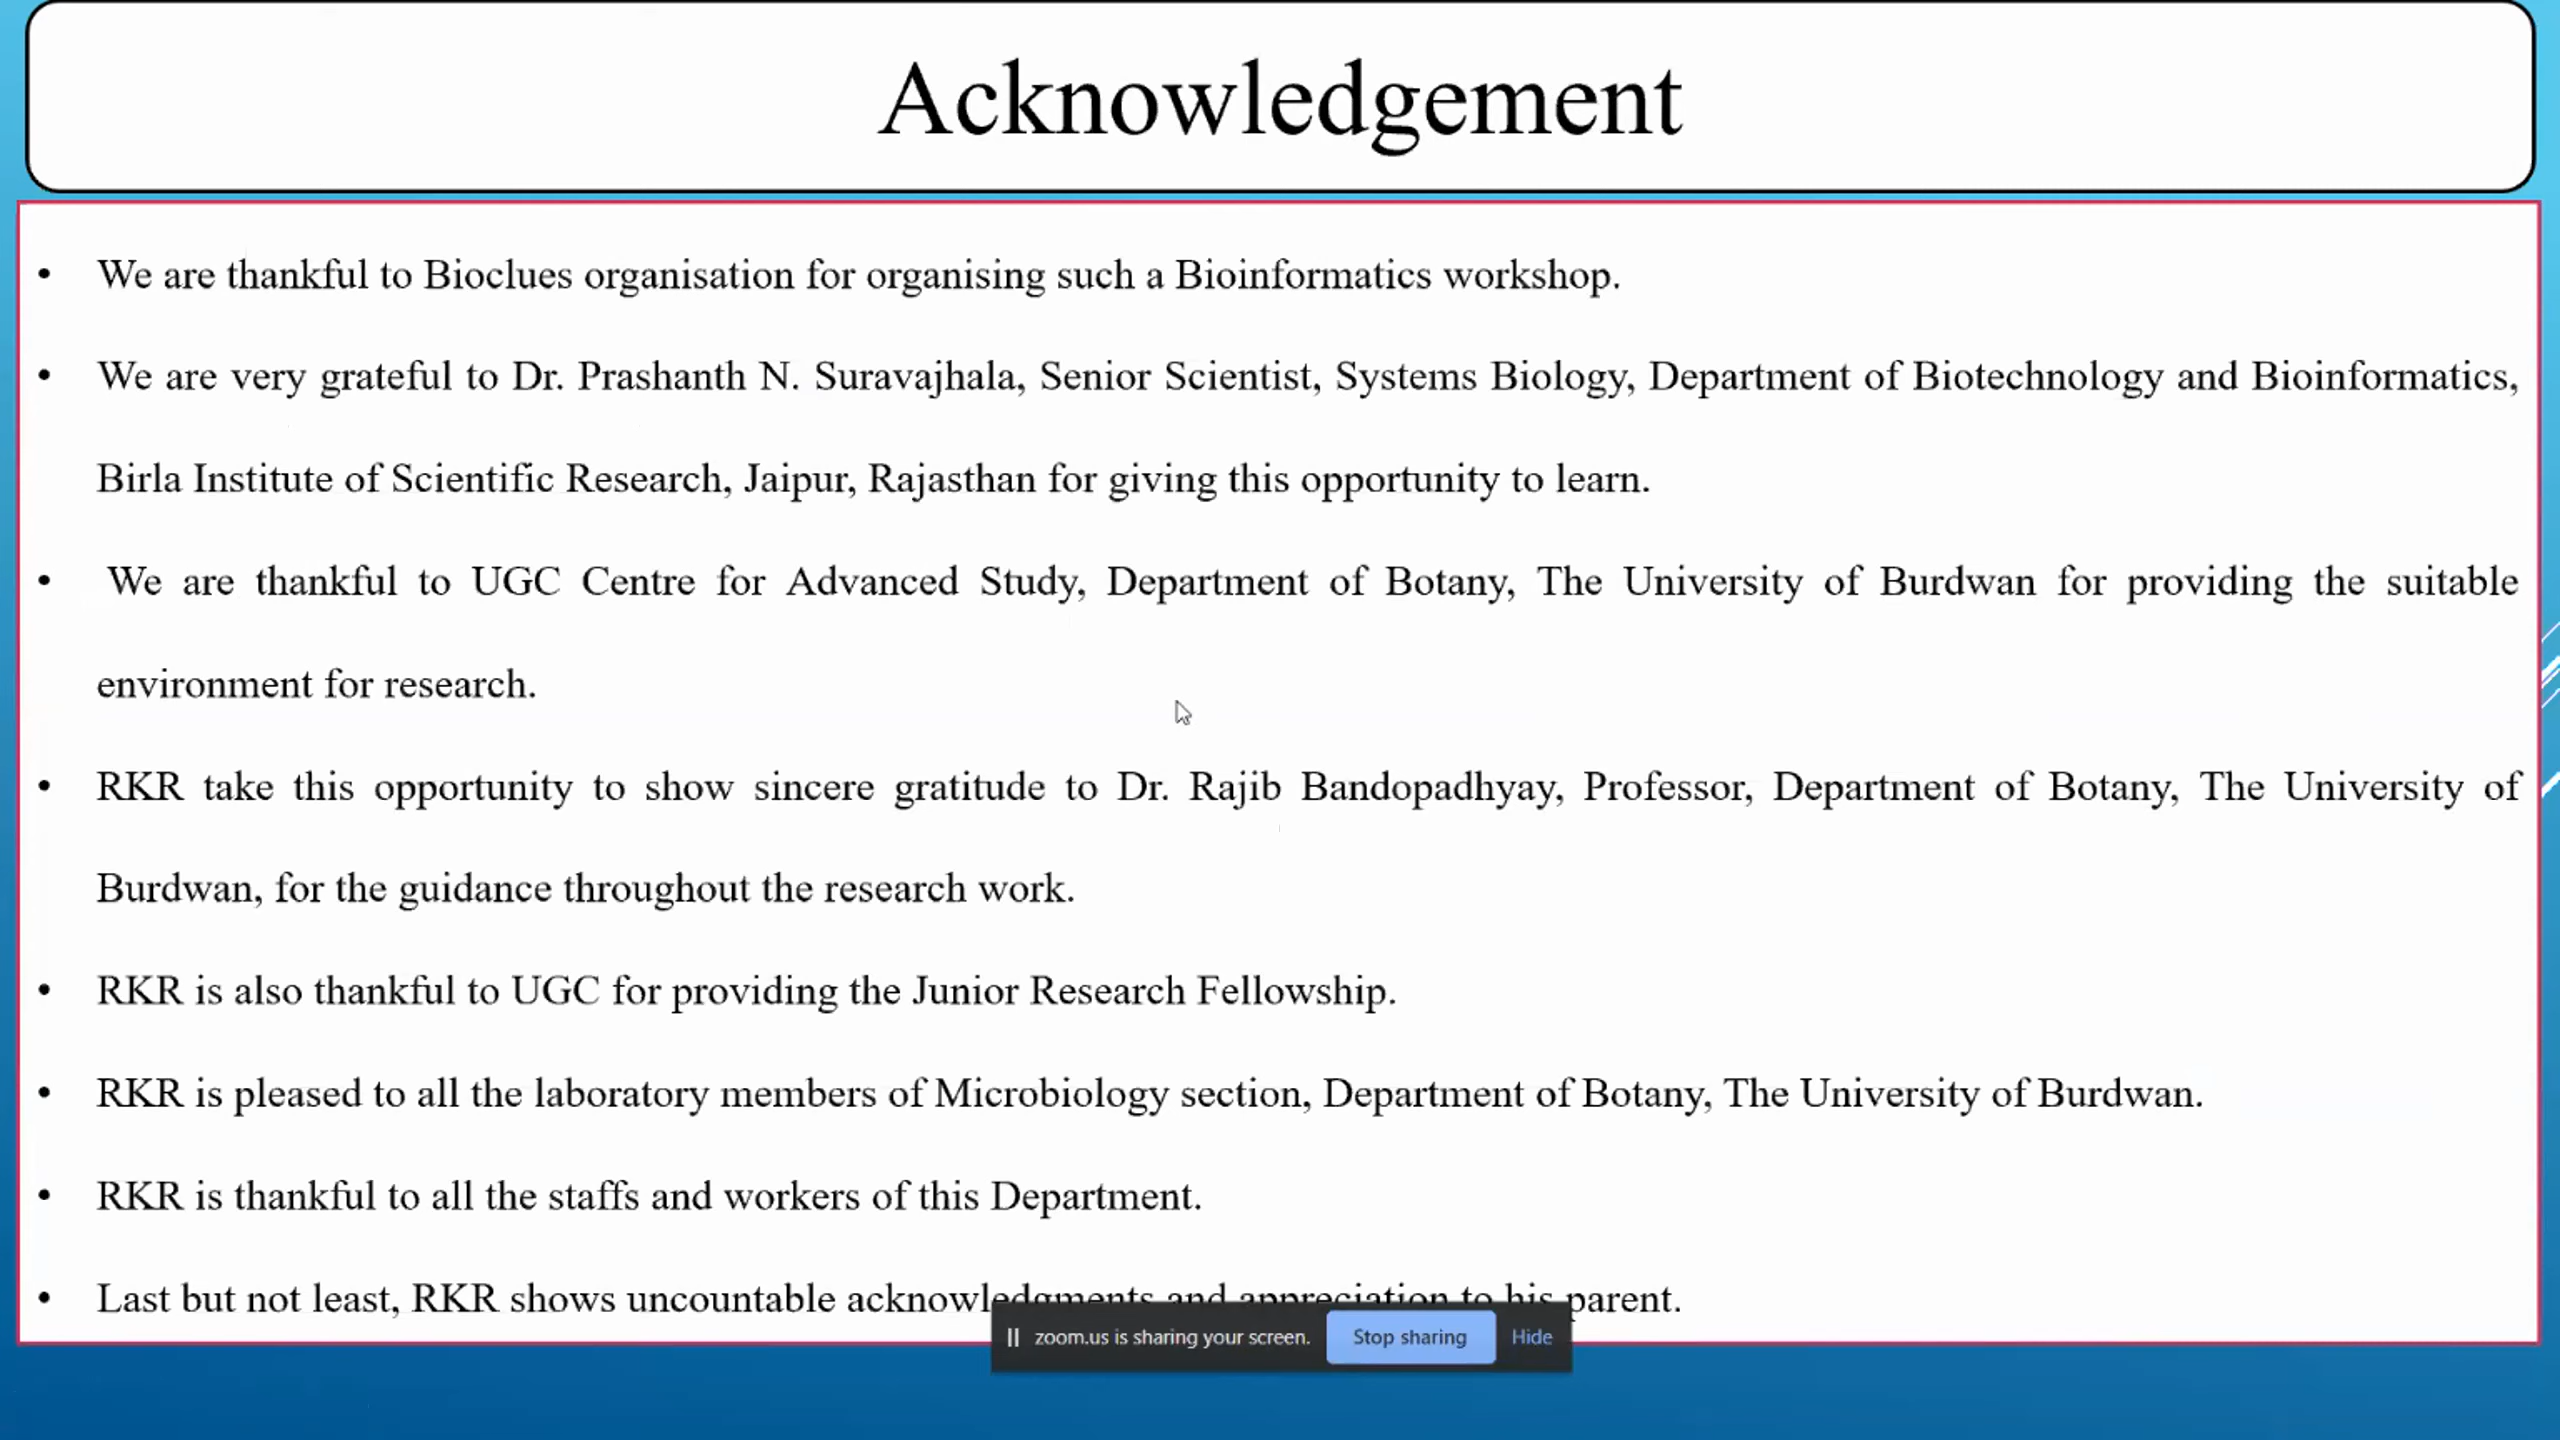 Acknowledgement
• We are thankful to Bioclues organisation for organising such a Bioinformatics workshop.
• We are very grateful to Dr. Prashanth N. Suravajhala, Senior Scientist, Systems Biology, Department of Biotechnology and Bioinformatics,
Birla Institute of Scientific Research, Jaipur, Rajasthan for giving this opportunity to learn.
• We are thankful to UGC Centre for Advanced Study, Department of Botany, The University of Burdwan for providing the suitable
environment for research.
• RKR take this opportunity to show sincere gratitude to Dr. Rajib Bandopadhyay, Professor, Department of Botany, The University of
Burdwan, for the guidance throughout the research work.
• RKR is also thankful to UGC for providing the Junior Research Fellowship.
• RKR is pleased to all the laboratory members of Microbiology section, Department of Botany, The University of Burdwan.
• RKR is thankful to all the staffs and workers of this Department.
• Last but not least, RKR shows uncountable acknowledgments and appreciation to his parent.
zoom.us is sharing your screen. Stop sharing Hide